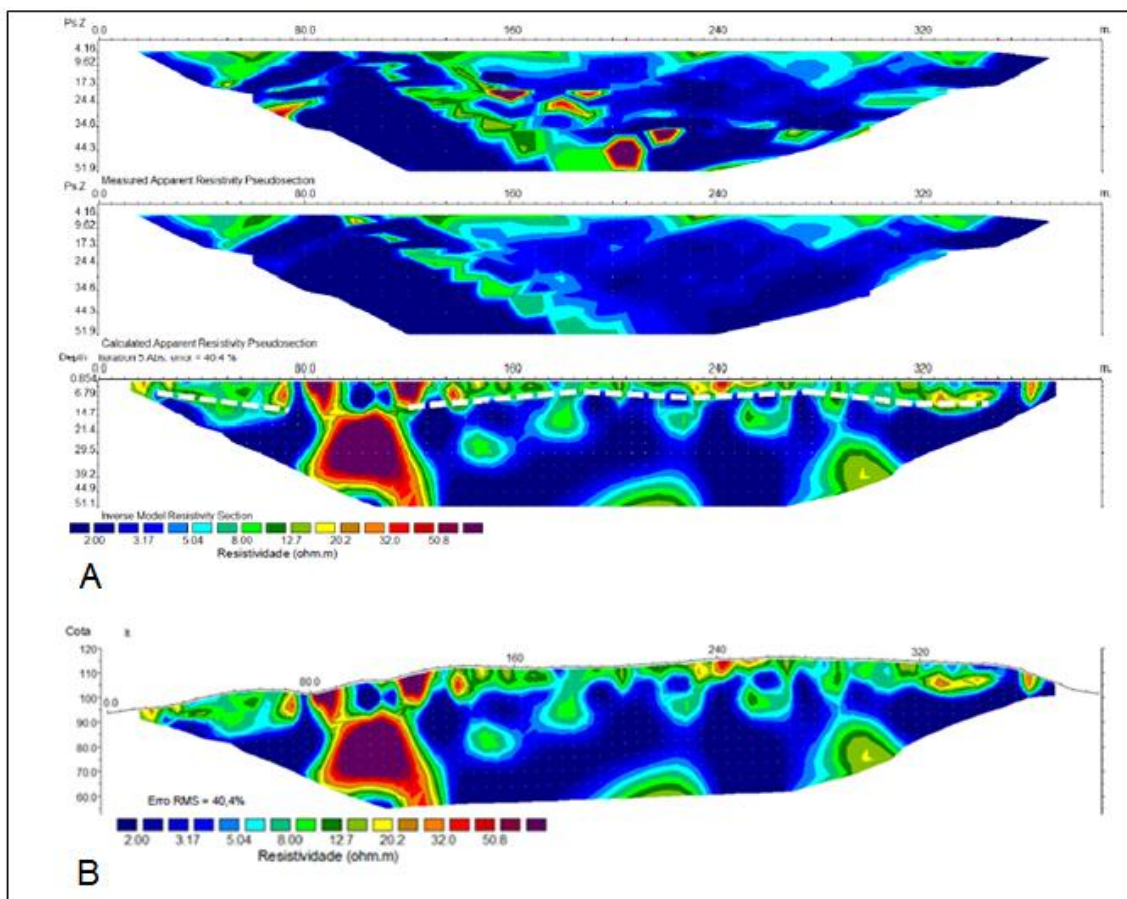 Ps.Z
0.0 80.0 160 240 320 m.
4.16
9.62
17.3
24.4
34.6
44.3
51.9
Measured Apparent Resistivity Pseudosection
Ps.Z
0.0 80.0 160 240 320 m.
4.16
9.62
17.3
24.4
34.6
44.3
51.9
Calculated Apparent Resistivity Pseudosection
Depth Iteration 5 Abs. error = 40.4 %
0.0 80.0 160 240 320 m.
0.854
6.79
14.7
21.4
29.5
39.2
44.9
51.1
Inverse Model Resistivity Section
2.00 3.17 5.04 8.00 12.7 20.2 32.0 50.8
Resistividade (ohm.m)
A
Cota
120
110
100
90.0
80.0
70.0
60.0
0.0 80.0 160 240 320
Erro RMS = 40,4%
2.00 3.17 5.04 8.00 12.7 20.2 32.0 50.8
Resistividade (ohm.m)
B